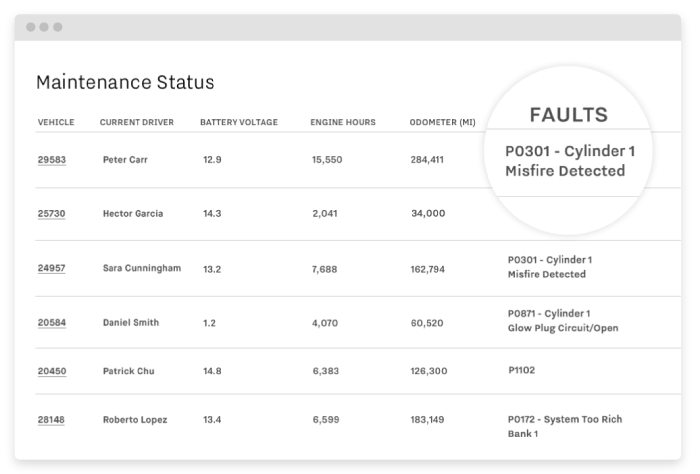 Maintenance Status
VEHICLE CURRENT DRIVER BATTERY VOLTAGE ENGINE HOURS ODOMETER (MI) FAULTS
29583 Peter Carr 12.9 15,550 284,411 P0301 - Cylinder 1
Misfire Detected
25730 Hector Garcia 14.3 2,041 34,000
24957 Sara Cunningham 13.2 7,688 162,794 P0301 - Cylinder 1
Misfire Detected
20584 Daniel Smith 1.2 4,070 60,520 P0871 - Cylinder 1
Glow Plug Circuit/Open
20450 Patrick Chu 14.8 6,383 126,300 P1102
28148 Roberto Lopez 13.4 6,599 183,149 P0172 - System Too Rich
Bank 1